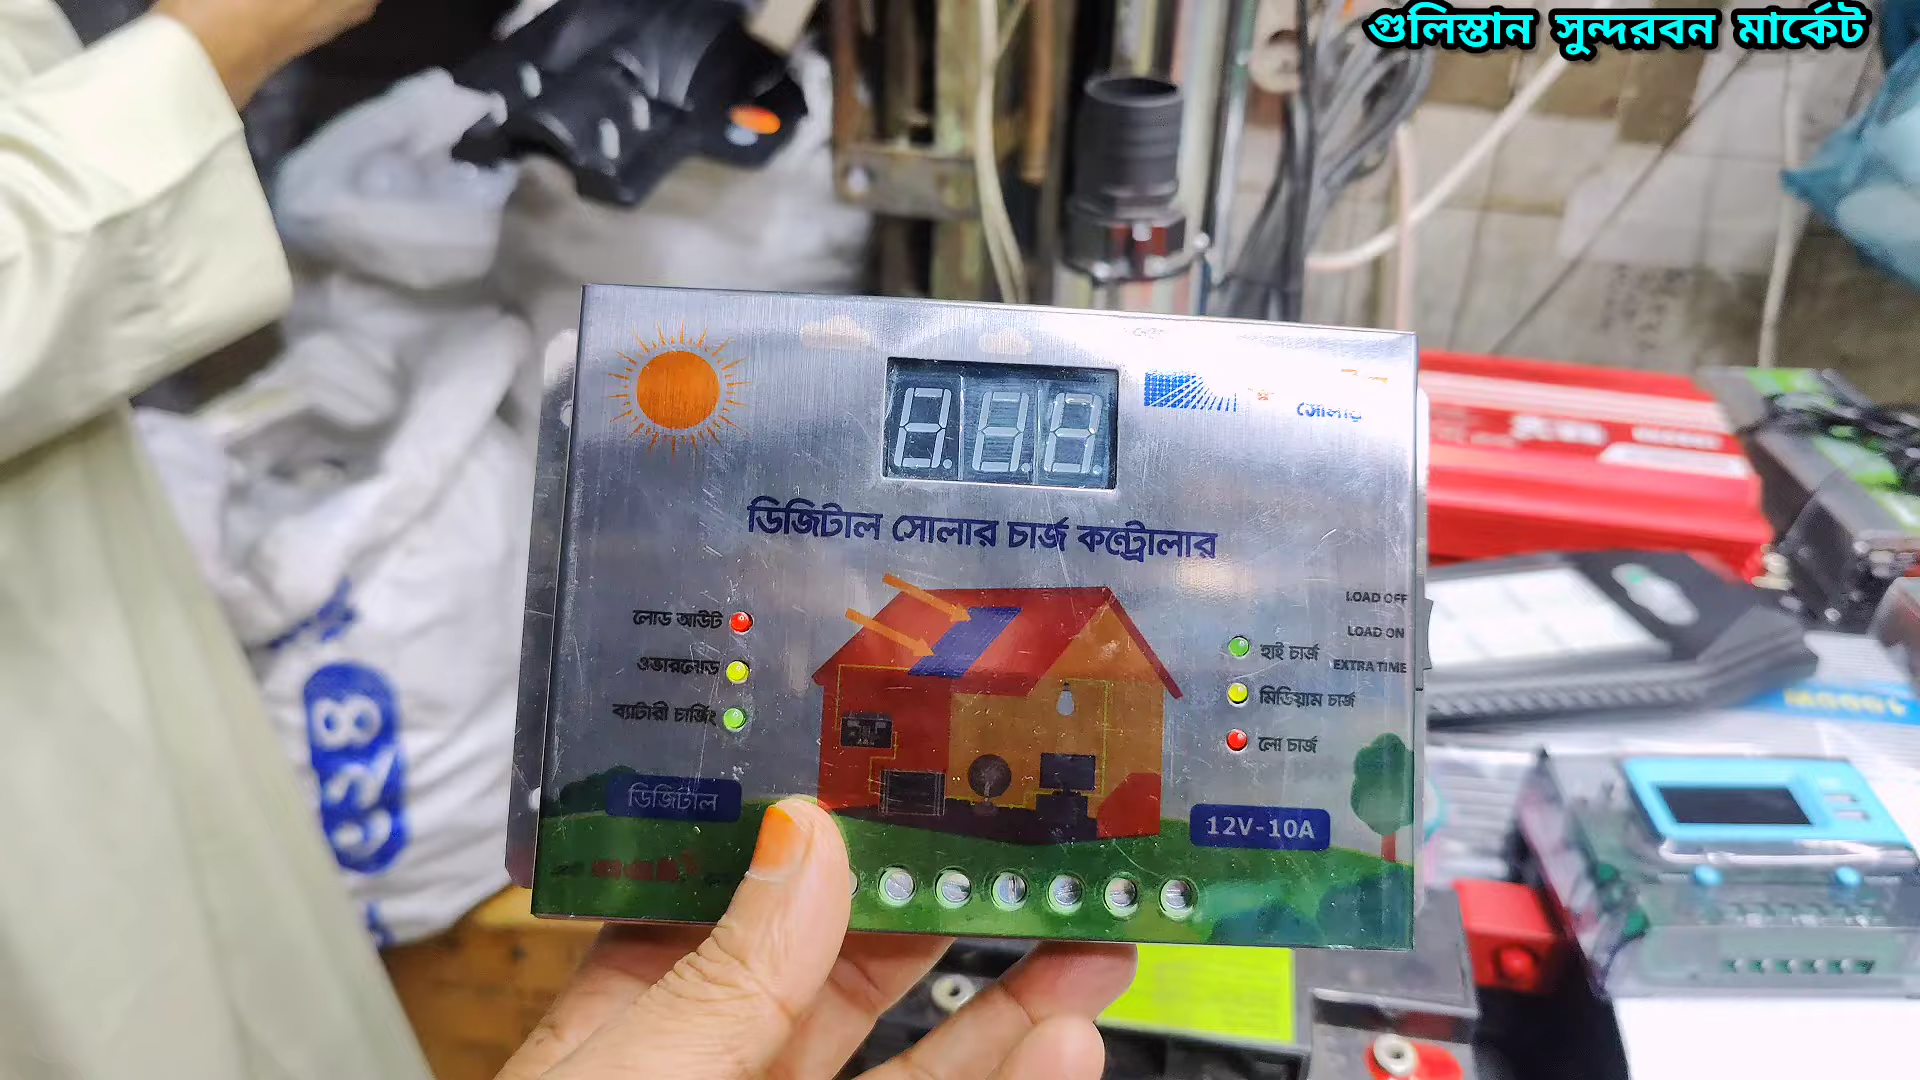 গুলিস্তান সুন্দরবন মার্কেট
সোলার
ডিজিটাল সোলার চার্জ কন্ট্রোলার
লোড আউট
ওভারলোড
ব্যাটারী চার্জিং
LOAD OFF
LOAD ON
EXTRA TIME
হাই চার্জ
মিডিয়াম চার্জ
লো চার্জ
ডিজিটাল
12V-10A